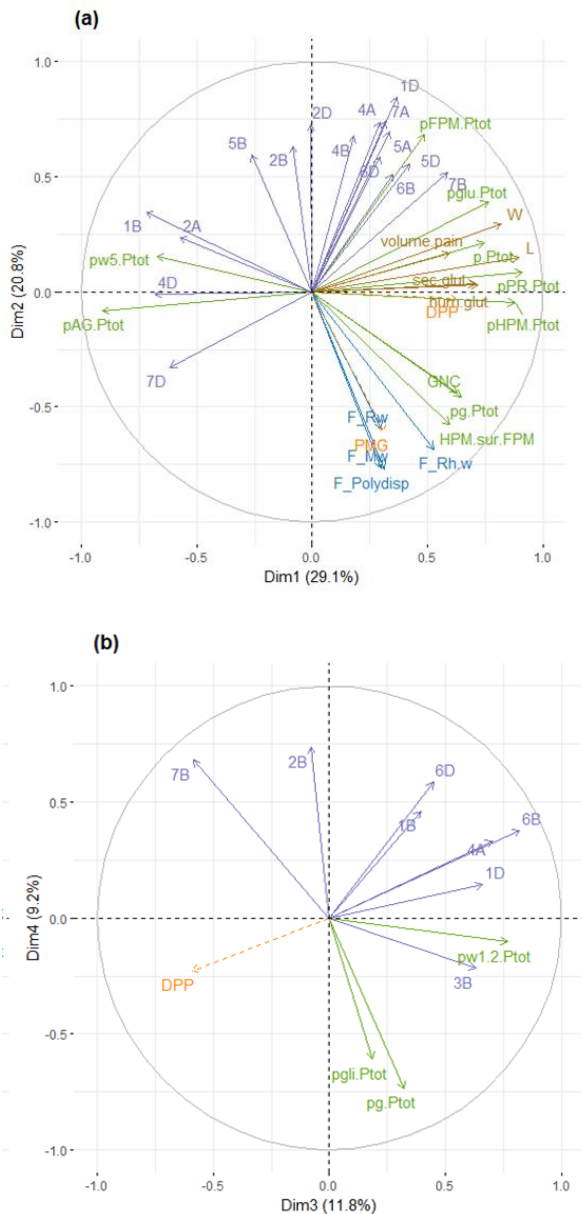 (a)
1.0
0.5
0.0
-0.5
-1.0
Dim2 (20.8%)
1D
2D
4A
7A
pFPM.Ptot
5B
2B
4B
5A
6D
5D
6B
7B
pglu.Ptot
1B
2A
W
volume.pain
L
pw5.Ptot
p.Ptot
4D
sec.glut
pPR.Ptot
hum.glut
DPP
pHPM.Ptot
pAG.Ptot
7D
GNC
pg.Ptot
F_Rw
HPM.sur.FPM
PMG
F_Mw
F_Rh.w
F_Polydisp
-1.0 -0.5 0.0 0.5 1.0
Dim1 (29.1%)
(b)
1.0
0.5
0.0
-0.5
-1.0
Dim4 (9.2%)
7B
2B
6D
1B
6B
4A
1D
pw1.2.Ptot
3B
DPP
pgli.Ptot
pg.Ptot
-1.0 -0.5 0.0 0.5 1.0
Dim3 (11.8%)